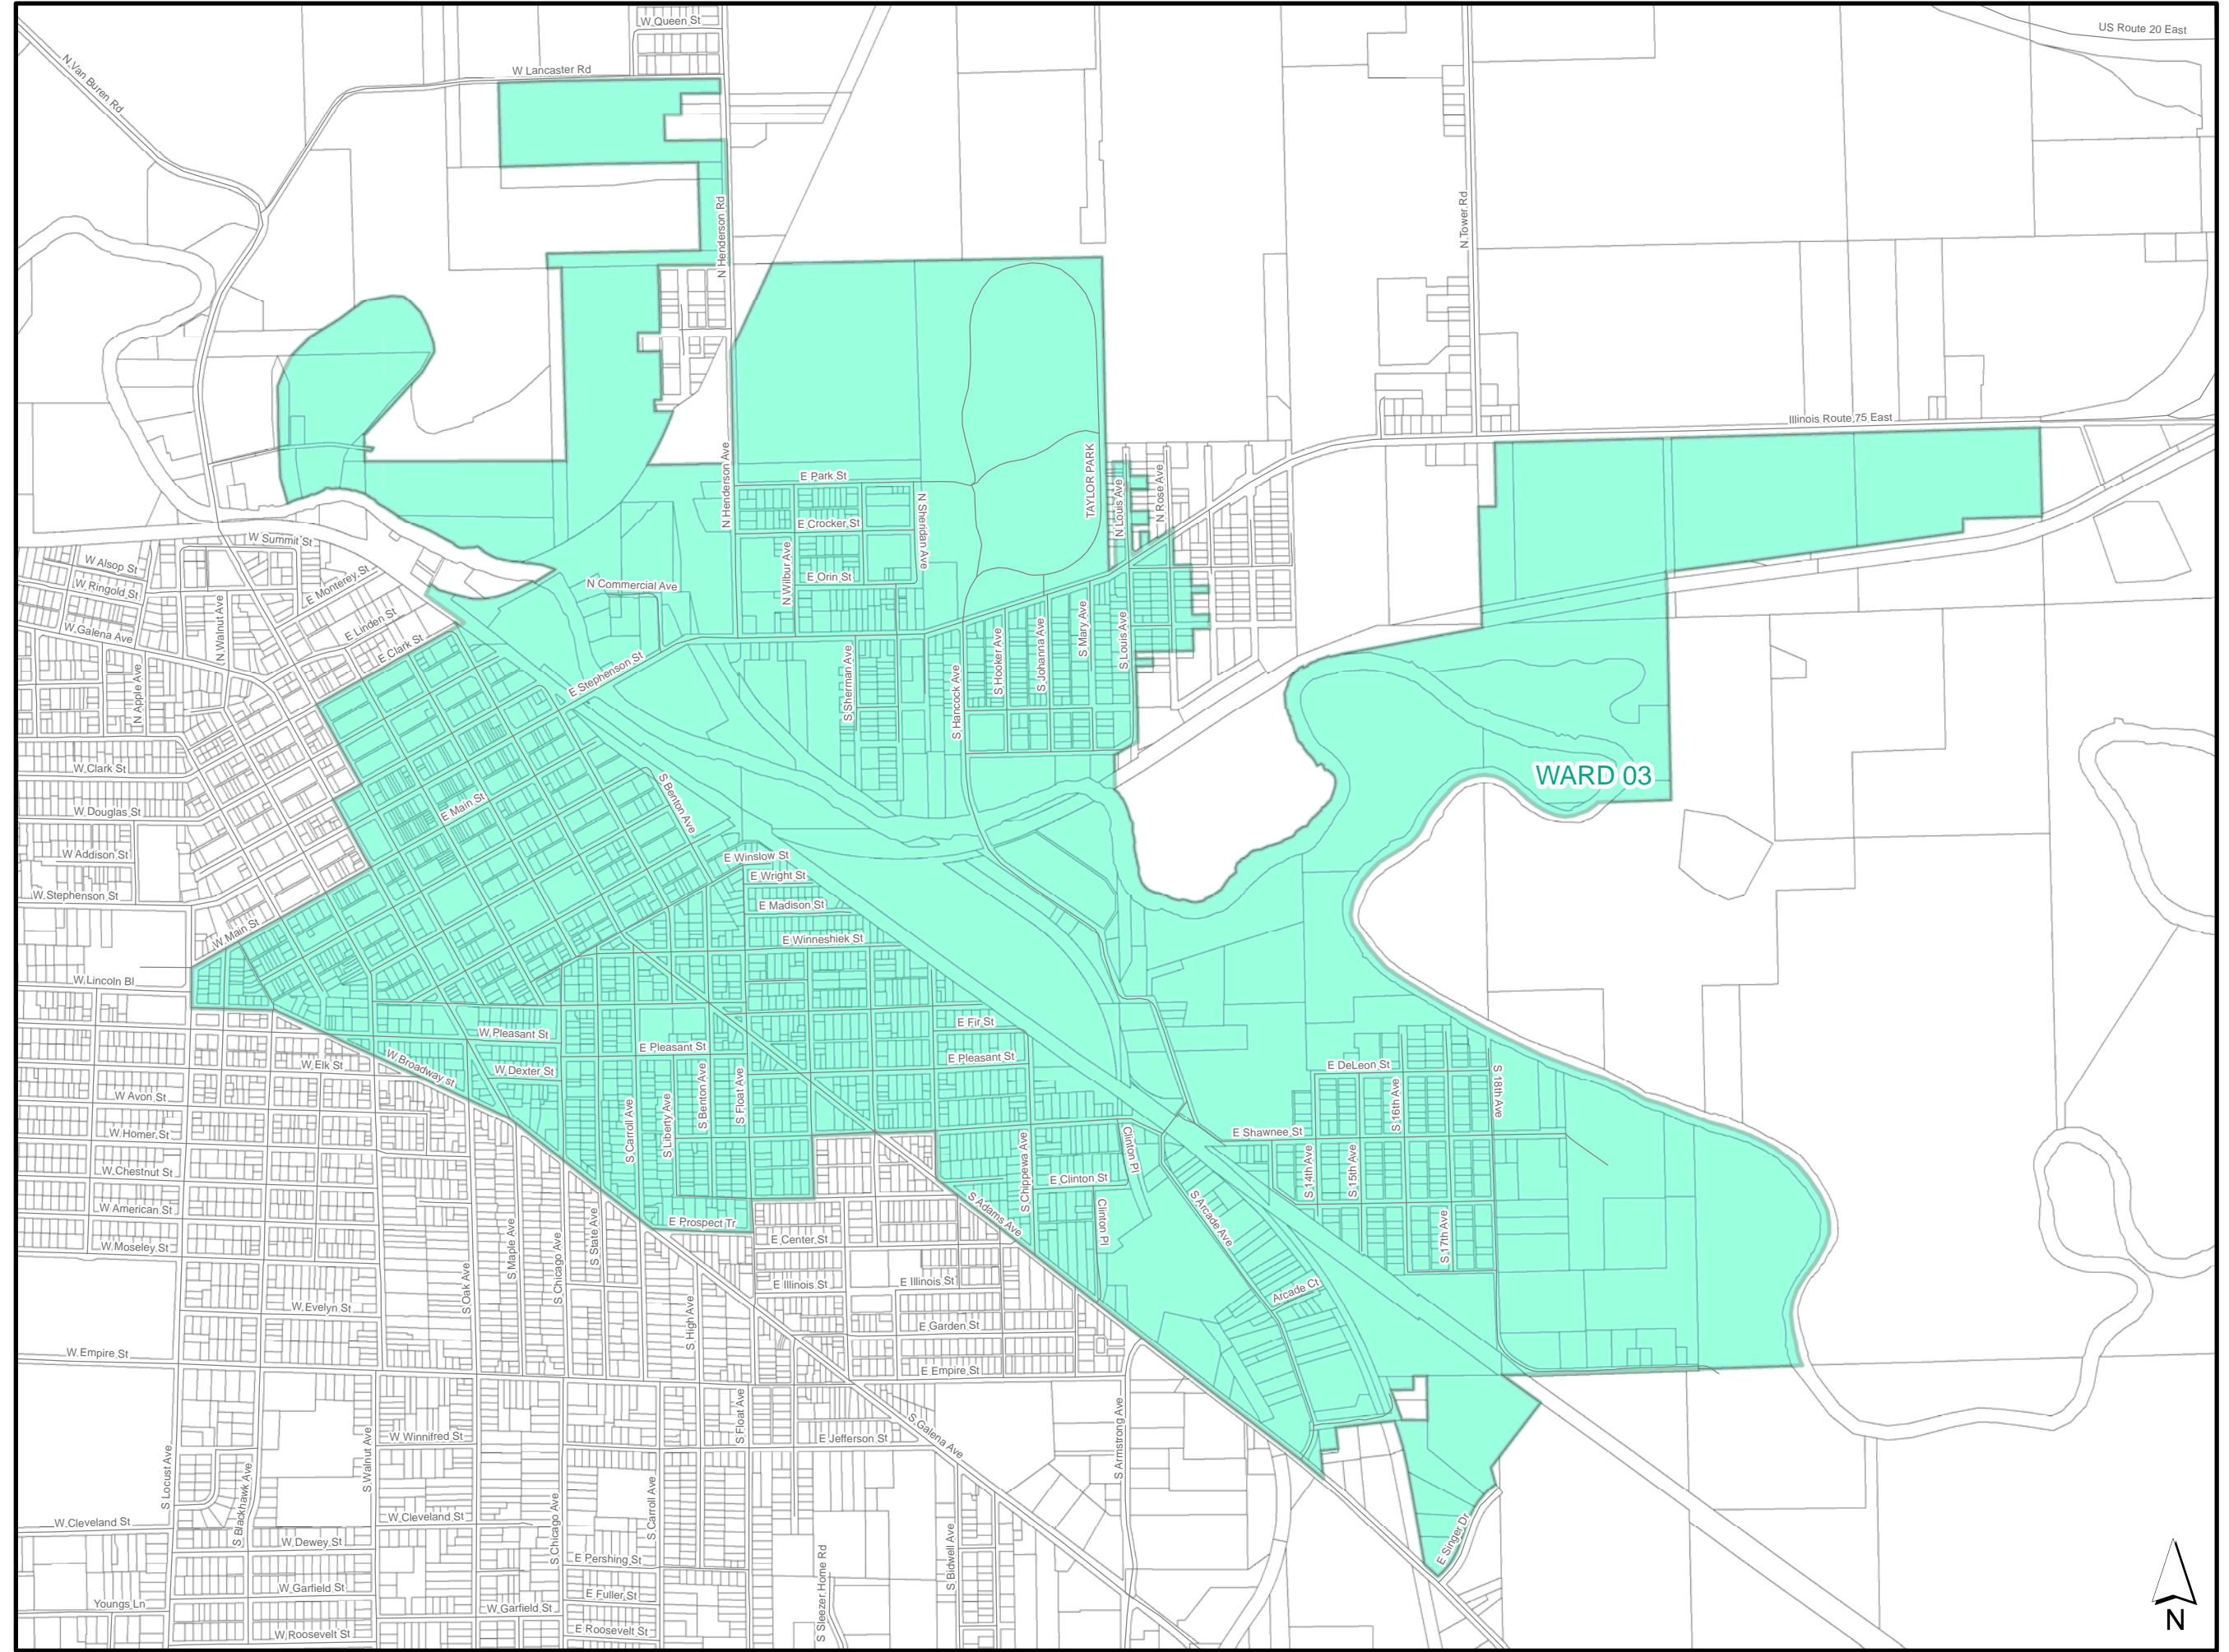 W Queen St
US Route 20 East
W Lancaster Rd
N Van Buren Rd
N Henderson Rd
N Tower Rd
Illinois Route 75 East
TAYLOR PARK
E Park St
N Henderson Ave
N Sheridan Ave
N Louis Ave
N Rose Ave
E Crocker St
W Summit St
W Alsop St
W Ringold St
E Monterey St
N Wilbur Ave
E Orin St
N Commercial Ave
N Walnut Ave
W Galena Ave
E Linden St
E Clark St
E Stephenson St
N Apple Ave
S Sherman Ave
S Hancock Ave
S Hooker Ave
S Johanna Ave
S Mary Ave
S Louis Ave
W Clark St
WARD 03
W Douglas St
E Main St
S Benton Ave
W Addison St
E Winslow St
E Wright St
W Stephenson St
E Madison St
W Main St
E Winneshiek St
W Lincoln Bl
W Pleasant St
E Fir St
E Pleasant St
E Pleasant St
W Elk St
W Broadway st
W Dexter St
E DeLeon St
S 18th Ave
W Avon St
S Carroll Ave
S Liberty Ave
S Benton Ave
S Float Ave
S 16th Ave
W Homer St
E Shawnee St
Clinton Pl
W Chestnut St
S Chippewa Ave
E Clinton St
S 14th Ave
S 15th Ave
W American St
E Prospect Tr
S Adams Ave
Clinton Pl
S Arcade Ave
W Moseley St
S Oak Ave
S Maple Ave
S Chicago Ave
S State Ave
E Center St
S 17th Ave
E Illinois St
E Illinois St
Arcade Ct
W Evelyn St
S High Ave
E Garden St
W Empire St
E Empire St
S Float Ave
S Galena Ave
S Armstrong Ave
W Winnifred St
E Jefferson St
S Locust Ave
S Blackhawk Ave
S Walnut Ave
S Chicago Ave
S Carroll Ave
W Cleveland St
W Cleveland St
W Dewey St
E Pershing St
S Sleezer Home Rd
S Bidwell Ave
E Singer Dr
W Garfield St
E Fuller St
Youngs Ln
W Garfield St
W Roosevelt St
E Roosevelt St
N